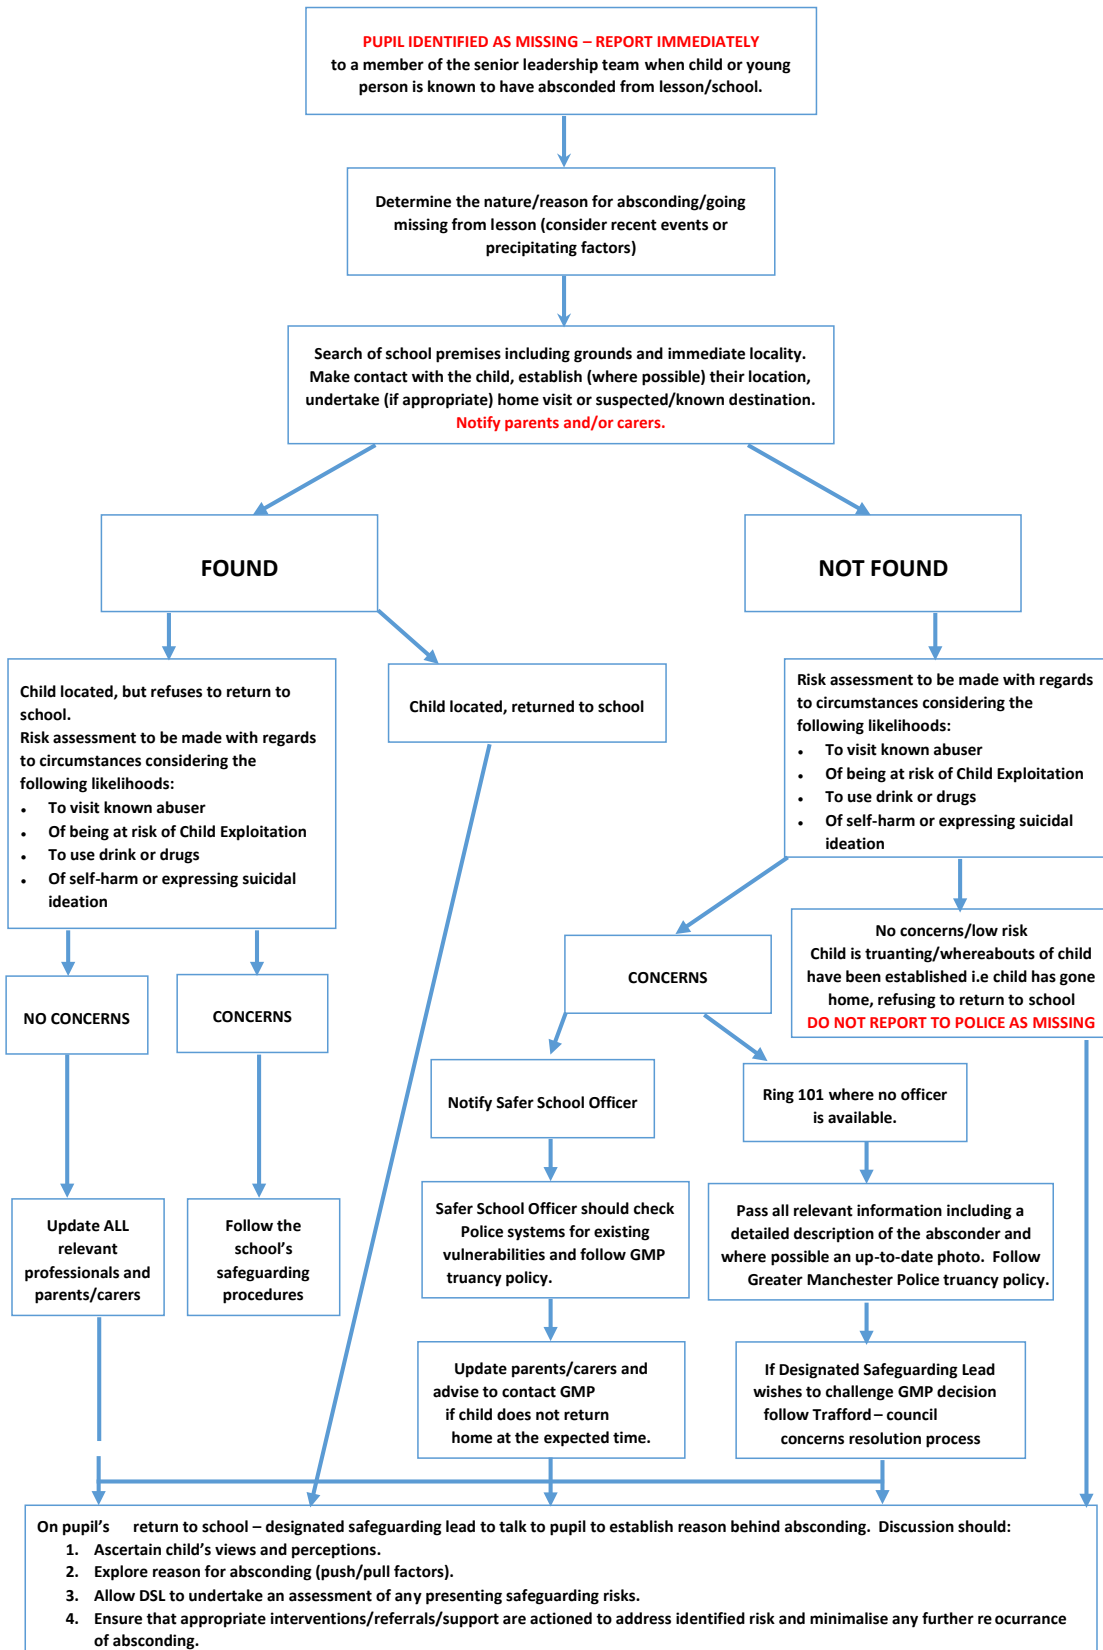 PUPIL IDENTIFIED AS MISSING – REPORT IMMEDIATELY
to a member of the senior leadership team when child or young
person is known to have absconded from lesson/school.
Determine the nature/reason for absconding/going
missing from lesson (consider recent events or
precipitating factors)
Search of school premises including grounds and immediate locality.
Make contact with the child, establish (where possible) their location,
undertake (if appropriate) home visit or suspected/known destination.
Notify parents and/or carers.
FOUND
NOT FOUND
Child located, but refuses to return to
school.
Risk assessment to be made with regards
to circumstances considering the
following likelihoods:
• To visit known abuser
• Of being at risk of Child Exploitation
• To use drink or drugs
• Of self-harm or expressing suicidal
ideation
Child located, returned to school
Risk assessment to be made with regards
to circumstances considering the
following likelihoods:
• To visit known abuser
• Of being at risk of Child Exploitation
• To use drink or drugs
• Of self-harm or expressing suicidal
ideation
NO CONCERNS
CONCERNS
CONCERNS
No concerns/low risk
Child is truanting/whereabouts of child
have been established i.e child has gone
home, refusing to return to school
DO NOT REPORT TO POLICE AS MISSING
Notify Safer School Officer
Ring 101 where no officer
is available.
Update ALL
relevant
professionals and
parents/carers
Follow the
school's
safeguarding
procedures
Safer School Officer should check
Police systems for existing
vulnerabilities and follow GMP
truancy policy.
Pass all relevant information including a
detailed description of the absconder and
where possible an up-to-date photo. Follow
Greater Manchester Police truancy policy.
Update parents/carers and
advise to contact GMP
if child does not return
home at the expected time.
If Designated Safeguarding Lead
wishes to challenge GMP decision
follow Trafford – council
concerns resolution process
On pupil's return to school – designated safeguarding lead to talk to pupil to establish reason behind absconding. Discussion should:
1. Ascertain child's views and perceptions.
2. Explore reason for absconding (push/pull factors).
3. Allow DSL to undertake an assessment of any presenting safeguarding risks.
4. Ensure that appropriate interventions/referrals/support are actioned to address identified risk and minimalise any further re ocurrance
of absconding.